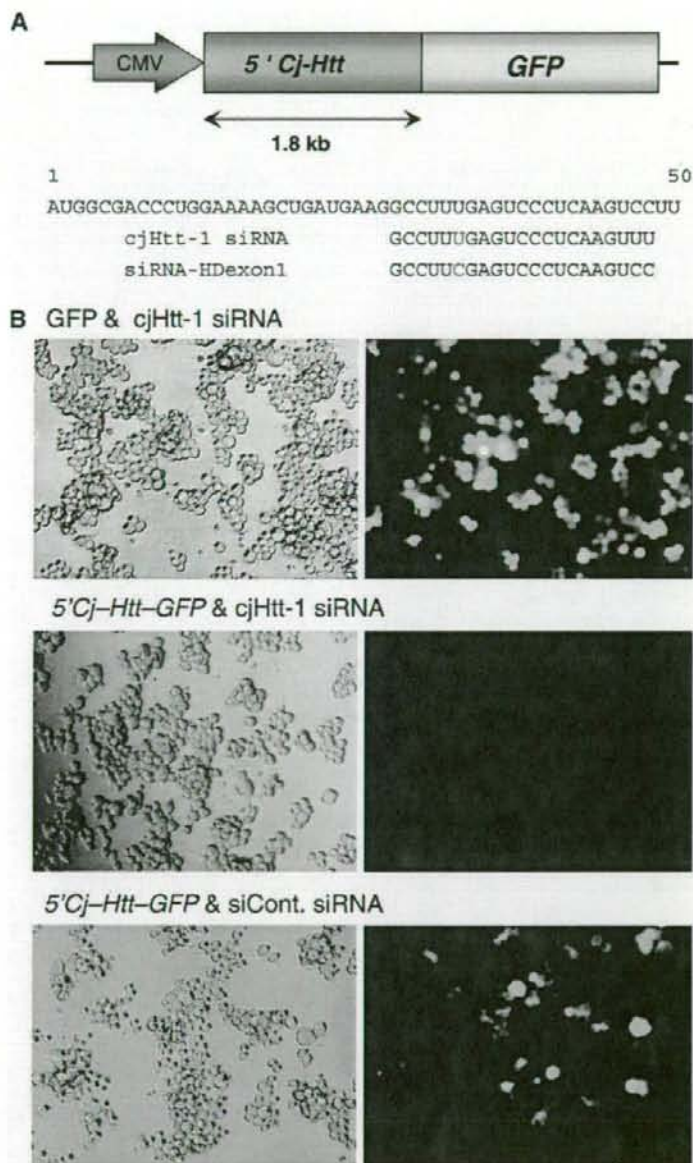 A
CMV
5 ' Cj-Htt
GFP
1.8 kb
1 50
AUGGCGACCCUGGAAAAGCUGAUGAAGGCCUUUGAGUCCCUCAAGUCCUU
cjHtt-1 siRNA GCCUUUGAGUCCCUCAAGUUU
siRNA-HDexon1 GCCUUCGAGUCCCUCAAGUCC
B GFP & cjHtt-1 siRNA
5'Cj–Htt–GFP & cjHtt-1 siRNA
5'Cj–Htt–GFP & siCont. siRNA